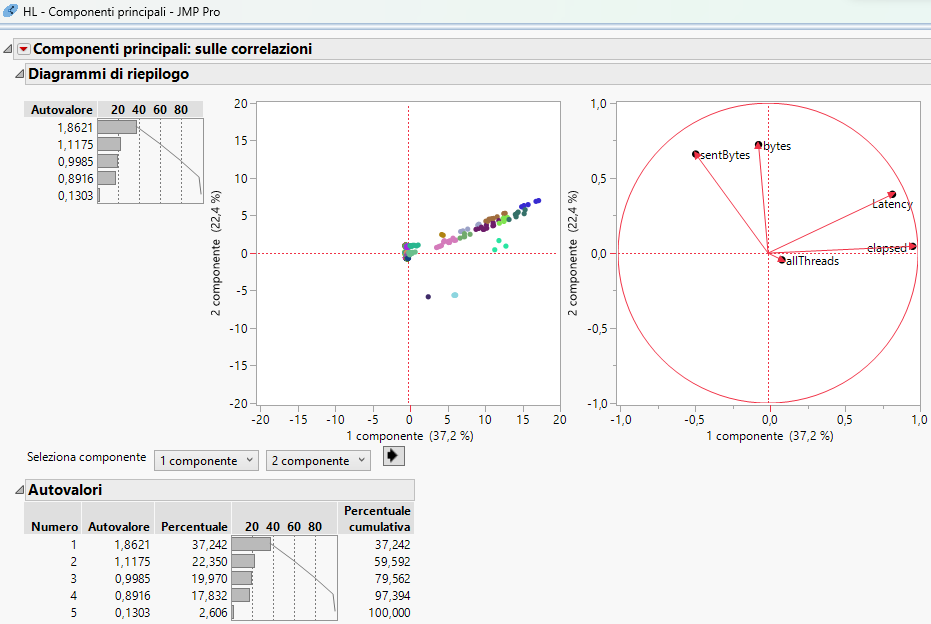 HL - Componenti principali - JMP Pro
Componenti principali: sulle correlazioni
Diagrammi di riepilogo
Autovalore 20 40 60 80
1,8621
1,1175
0,9985
0,8916
0,1303
20
15
10
5
0
-5
-10
-15
-20
2 componente (22,4 %)
-20 -15 -10 -5 0 5 10 15 20
1 componente (37,2 %)
1,0
0,5
0,0
-0,5
-1,0
2 componente (22,4 %)
sentBytes
bytes
Latency
elapsed
allThreads
-1,0 -0,5 0,0 0,5 1,0
1 componente (37,2 %)
Seleziona componente 1 componente 2 componente
Autovalori
Numero Autovalore Percentuale 20 40 60 80 Percentuale cumulativa
1 1,8621 37,242 37,242
2 1,1175 22,350 59,592
3 0,9985 19,970 79,562
4 0,8916 17,832 97,394
5 0,1303 2,606 100,000